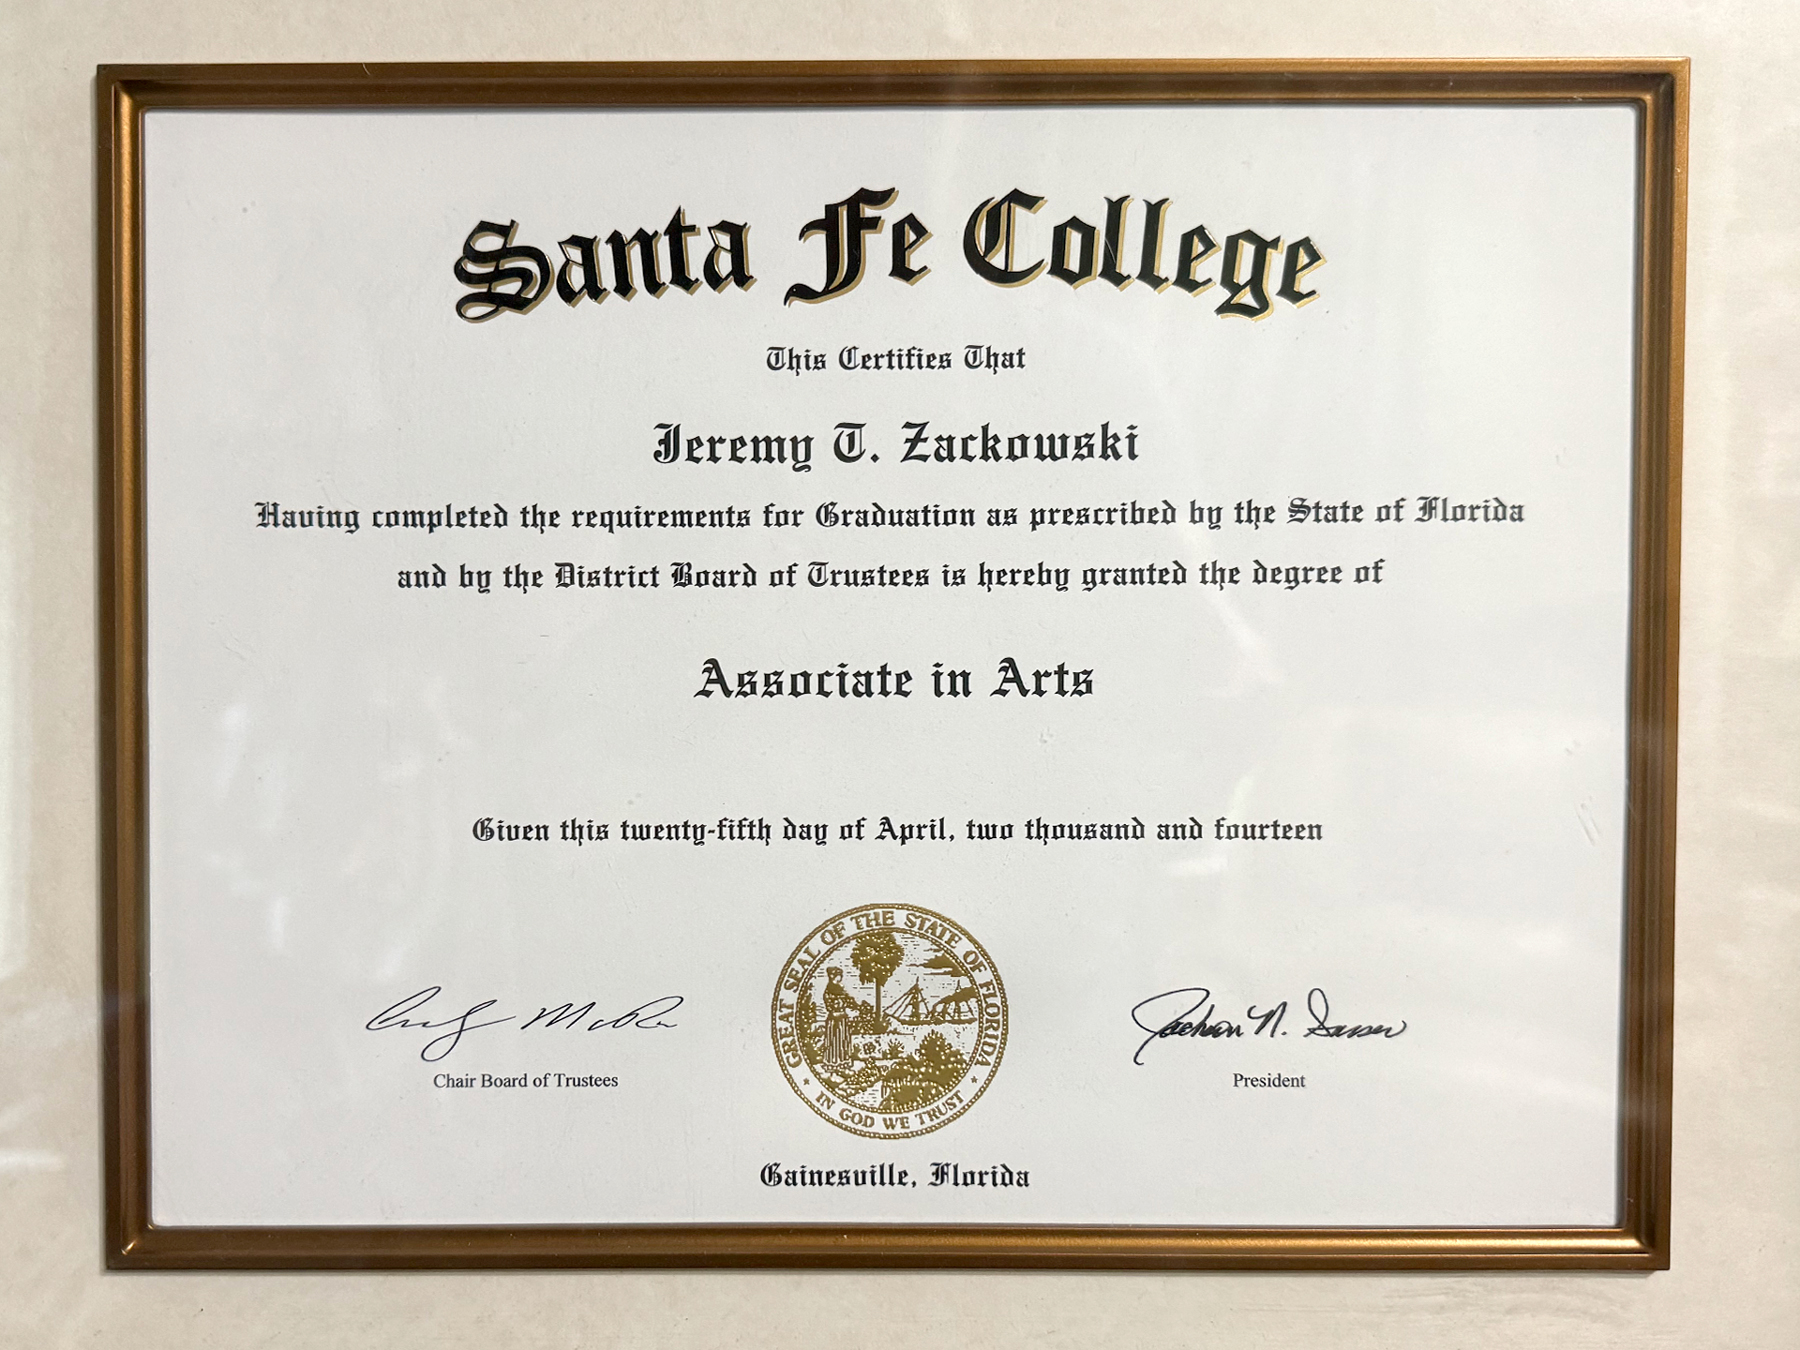 Santa Fe College
This Certifies That
Jeremy T. Zackowski
Having completed the requirements for Graduation as prescribed by the State of Florida
and by the District Board of Trustees is hereby granted the degree of
Associate in Arts
Given this twenty-fifth day of April, two thousand and fourteen
GREAT SEAL OF THE STATE OF FLORIDA
IN GOD WE TRUST
Chair Board of Trustees
President
Gainesville, Florida